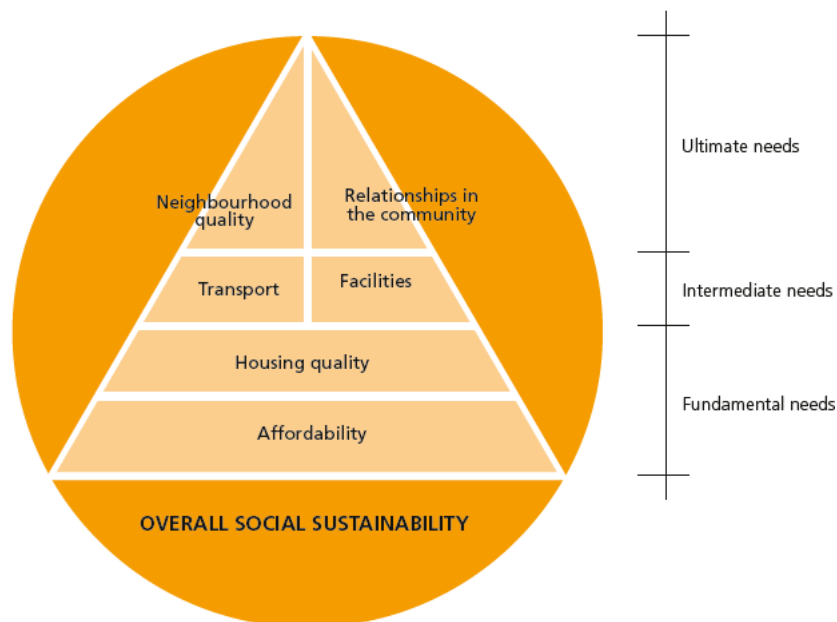 Ultimate needs
Neighbourhood
quality
Relationships in
the community
Transport
Facilities
Intermediate needs
Housing quality
Fundamental needs
Affordability
OVERALL SOCIAL SUSTAINABILITY